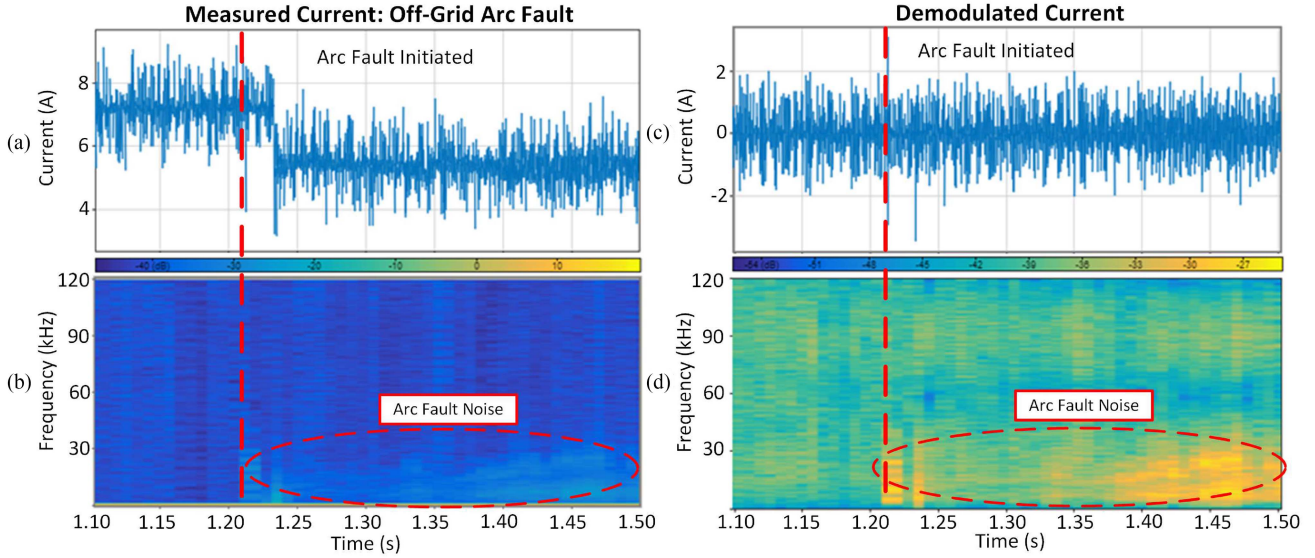 Measured Current: Off-Grid Arc Fault
Arc Fault Initiated
Current (A)
8
6
4
(a)
-40 (dB) -30 -20 -10 0 10
120
90
60
30
Frequency (kHz)
(b)
Arc Fault Noise
1.10 1.15 1.20 1.25 1.30 1.35 1.40 1.45 1.50
Time (s)
Demodulated Current
Arc Fault Initiated
Current (A)
2
0
-2
(c)
-54 (dB) -51 -48 -45 -42 -39 -36 -33 -30 -27
120
90
60
30
Frequency (kHz)
(d)
Arc Fault Noise
1.10 1.15 1.20 1.25 1.30 1.35 1.40 1.45 1.50
Time (s)